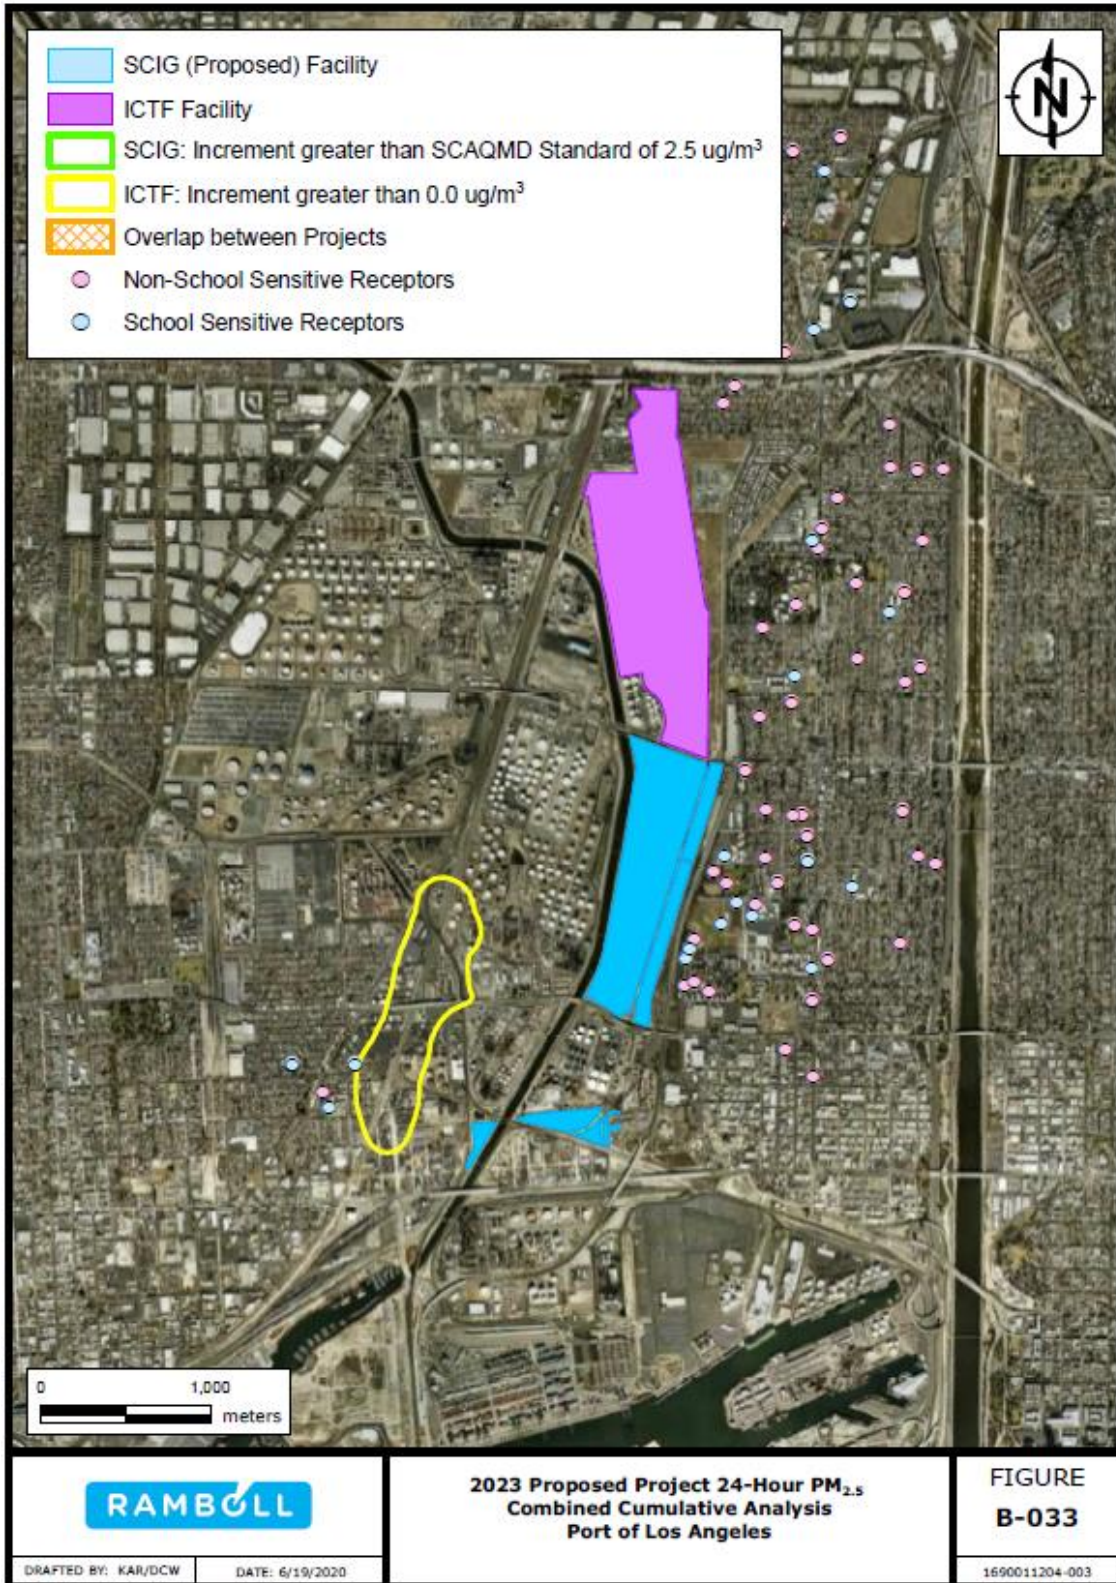 SCIG (Proposed) Facility
ICTF Facility
SCIG: Increment greater than SCAQMD Standard of 2.5 ug/m³
ICTF: Increment greater than 0.0 ug/m³
Overlap between Projects
Non-School Sensitive Receptors
School Sensitive Receptors
N
0 1,000
meters
RAMBOLL
DRAFTED BY: KAR/DCW
DATE: 6/19/2020
2023 Proposed Project 24-Hour PM₂.₅
Combined Cumulative Analysis
Port of Los Angeles
FIGURE
B-033
1690011204-003